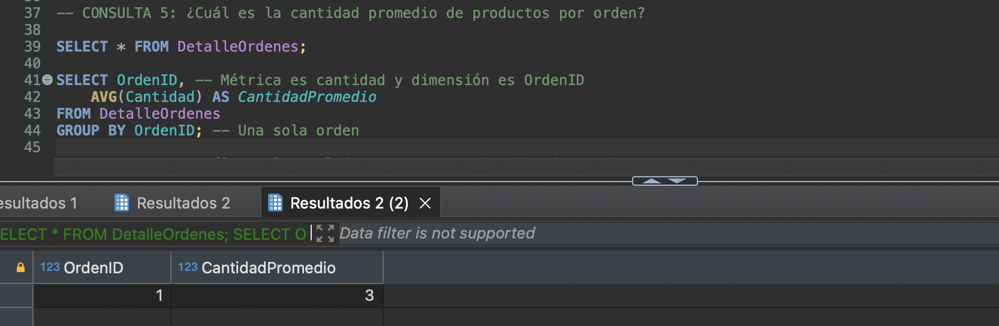 37 -- CONSULTA 5: ¿Cuál es la cantidad promedio de productos por orden?
38
39 SELECT * FROM DetalleOrdenes;
40
41 SELECT OrdenID, -- Métrica es cantidad y dimensión es OrdenID
42 AVG(Cantidad) AS CantidadPromedio
43 FROM DetalleOrdenes
44 GROUP BY OrdenID; -- Una sola orden
45
esultados 1 Resultados 2 Resultados 2 (2)
ELECT * FROM DetalleOrdenes; SELECT O Data filter is not supported
123 OrdenID 123 CantidadPromedio
1 3